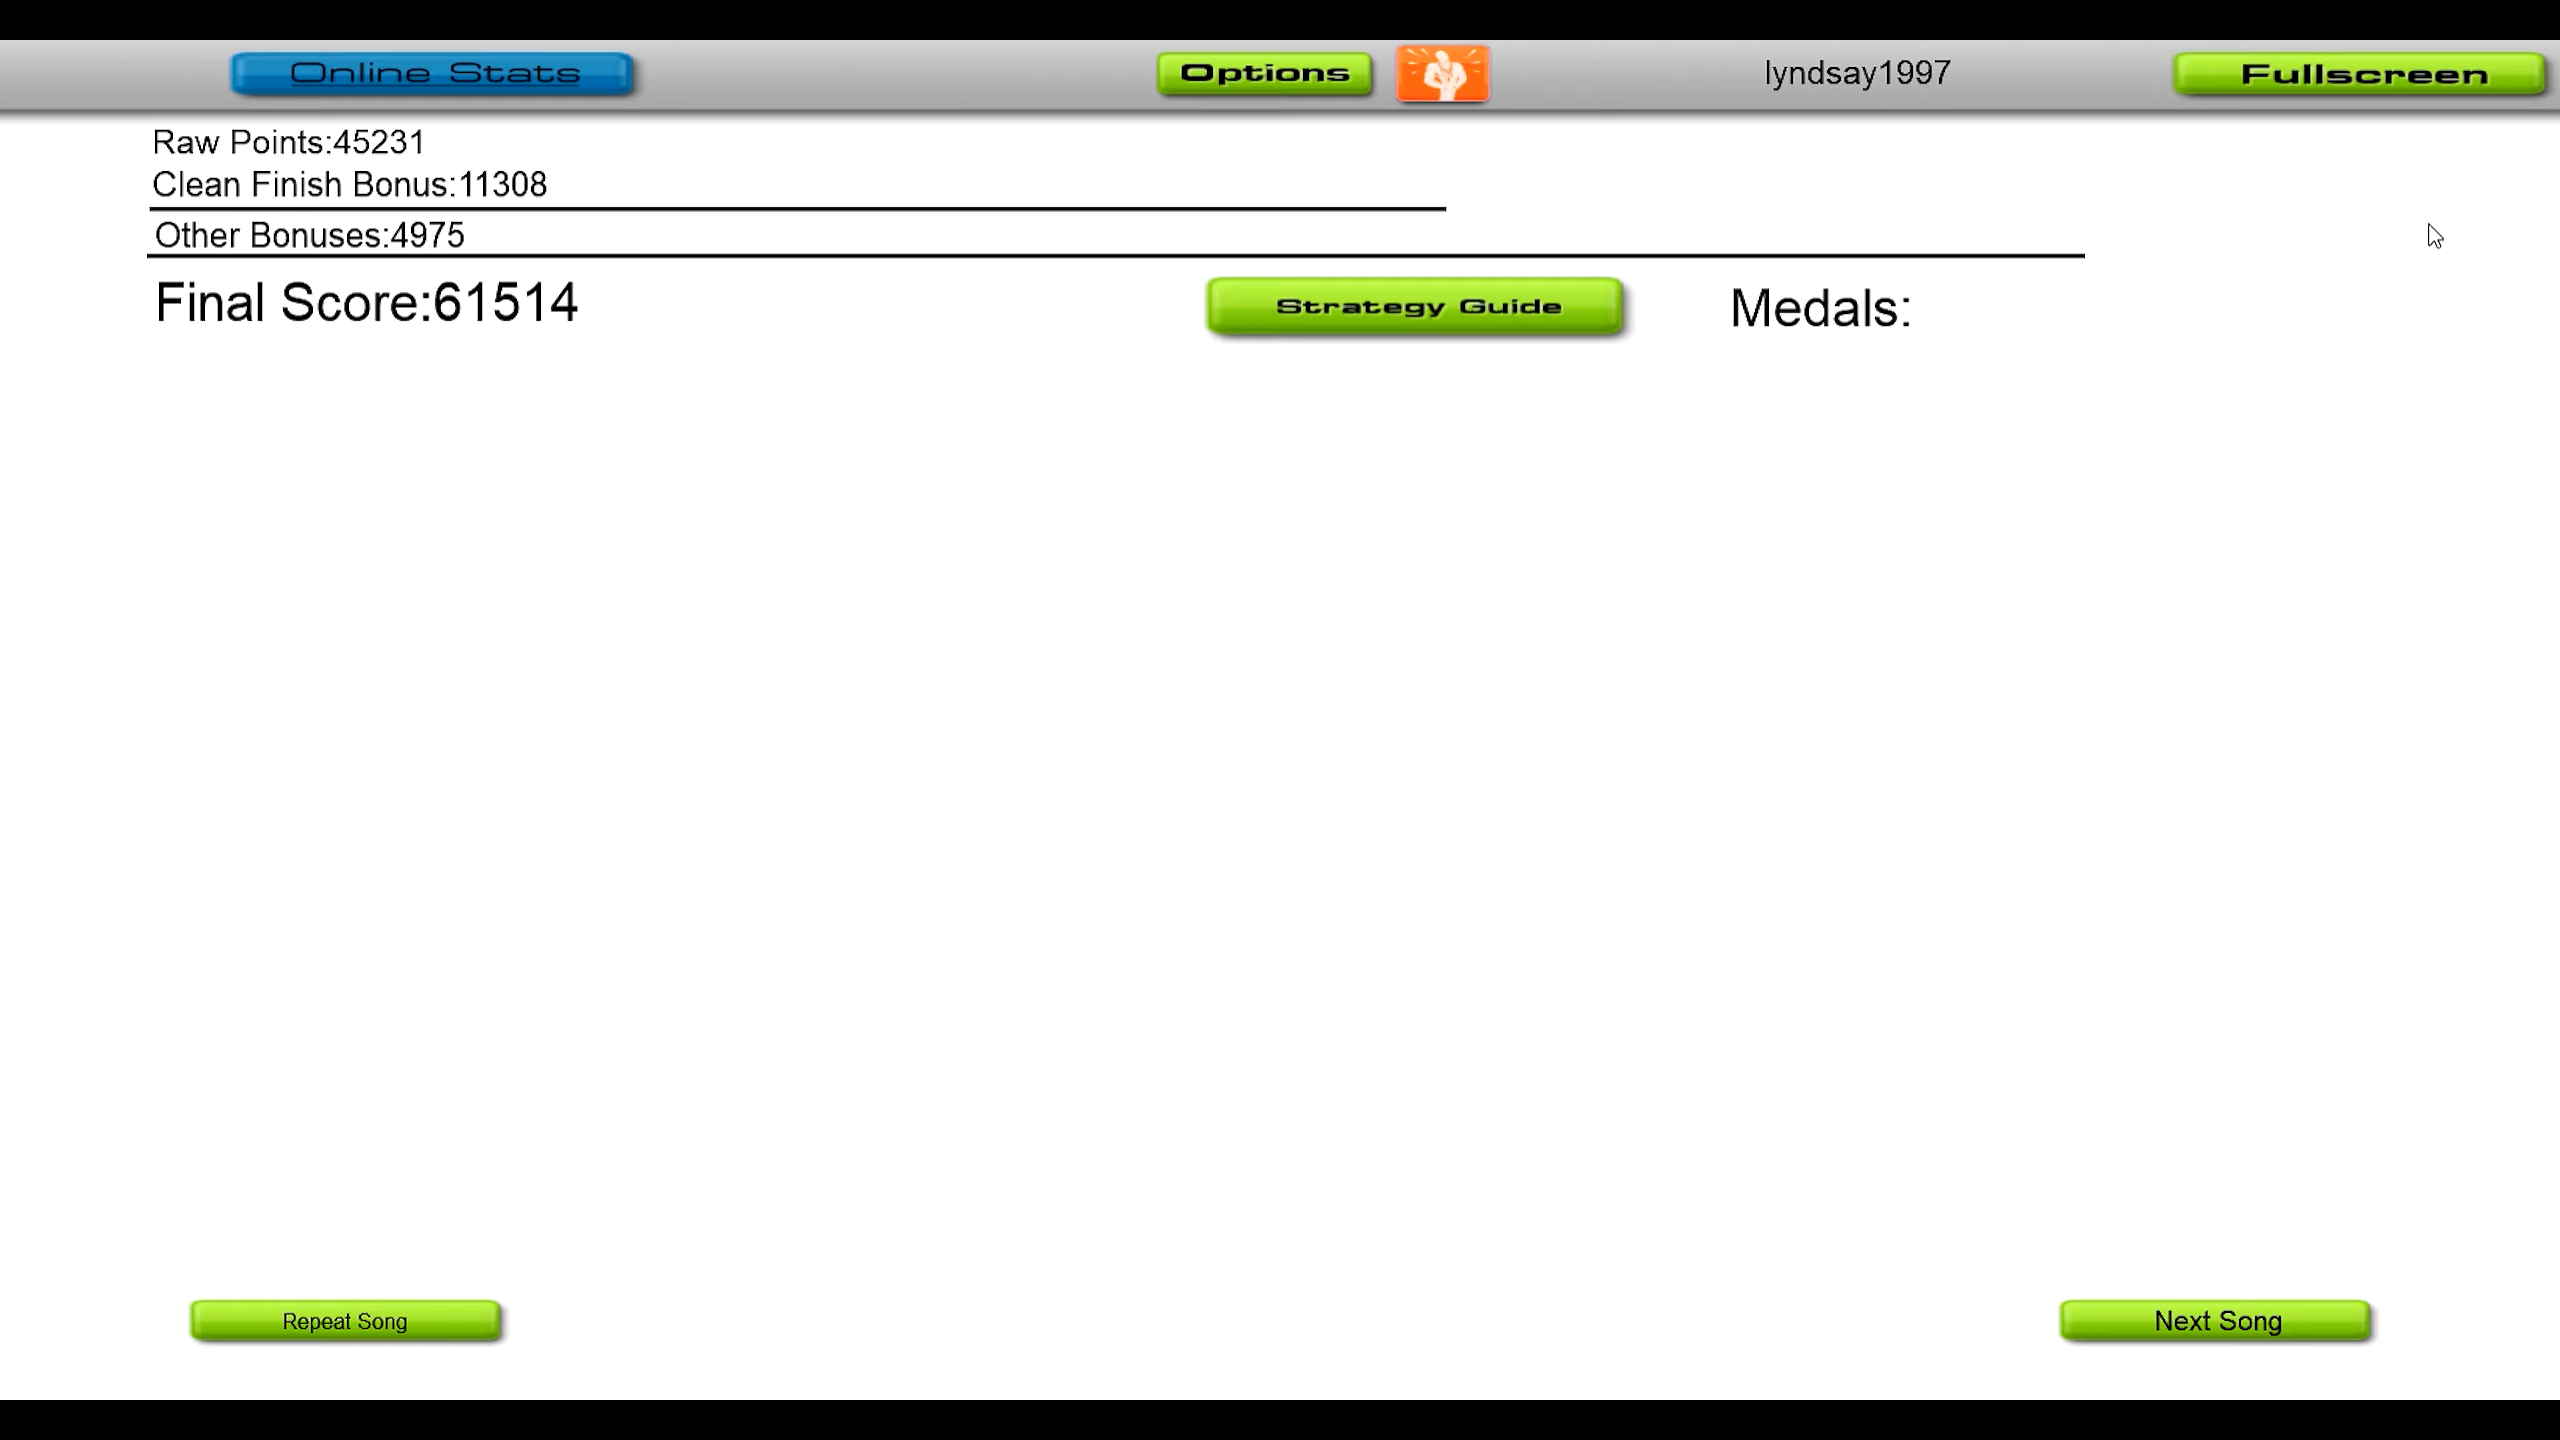 Online Stats
Options
lyndsay1997
Fullscreen
Raw Points:45231
Clean Finish Bonus:11308
Other Bonuses:4975
Final Score:61514
Strategy Guide
Medals:
Repeat Song
Next Song